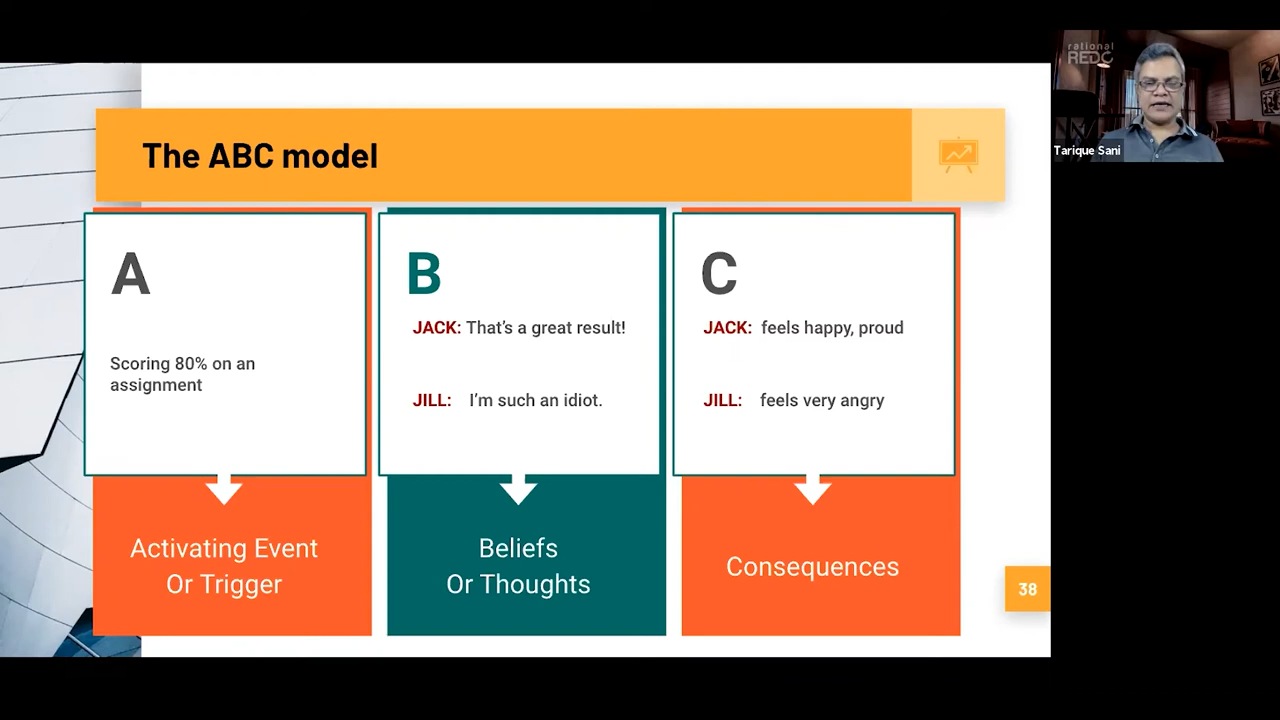 rational
REDC
Tarique Sani
The ABC model
A
Scoring 80% on an
assignment
Activating Event
Or Trigger
B
JACK: That's a great result!
JILL: I'm such an idiot.
Beliefs
Or Thoughts
C
JACK: feels happy, proud
JILL: feels very angry
Consequences
38